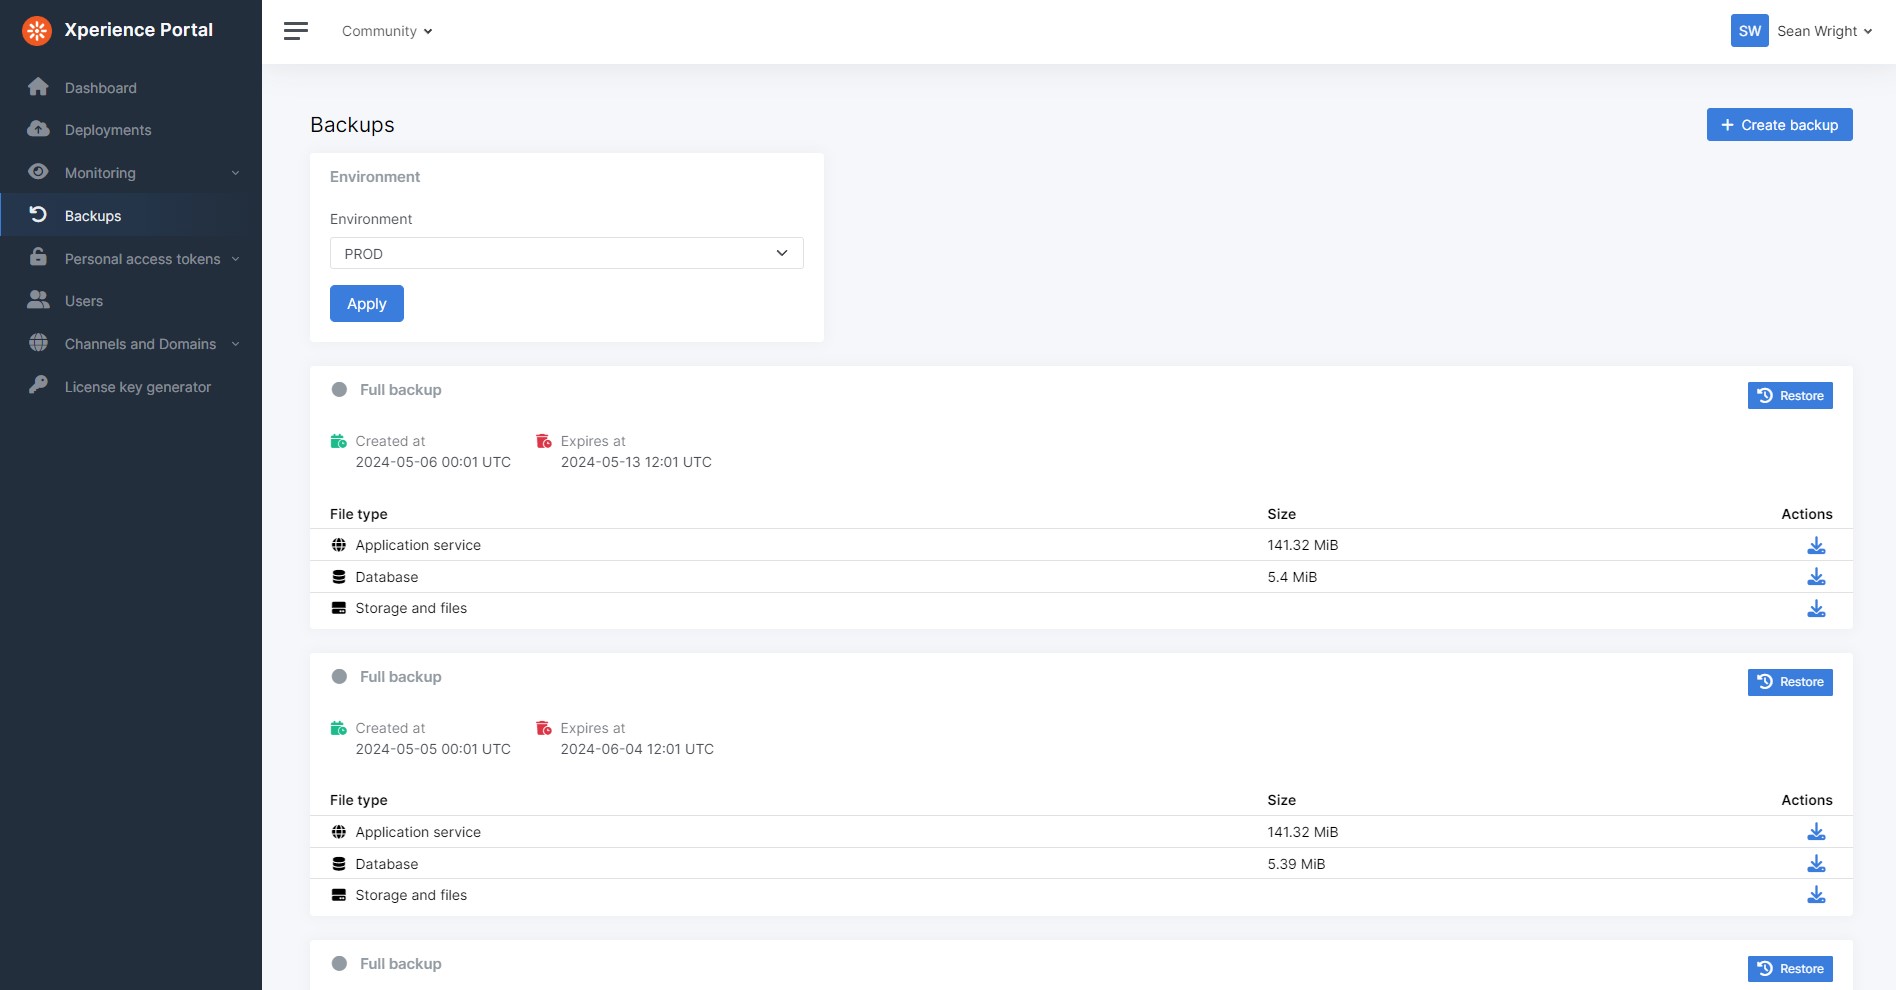 Xperience Portal
Community
SW
Sean Wright
Dashboard
Deployments
Monitoring
Backups
Personal access tokens
Users
Channels and Domains
License key generator
Backups
Create backup
Environment
Environment
PROD
Apply
Full backup
Restore
Created at
2024-05-06 00:01 UTC
Expires at
2024-05-13 12:01 UTC
File type Size Actions
Application service 141.32 MiB
Database 5.4 MiB
Storage and files
Full backup
Restore
Created at
2024-05-05 00:01 UTC
Expires at
2024-06-04 12:01 UTC
File type Size Actions
Application service 141.32 MiB
Database 5.39 MiB
Storage and files
Full backup
Restore